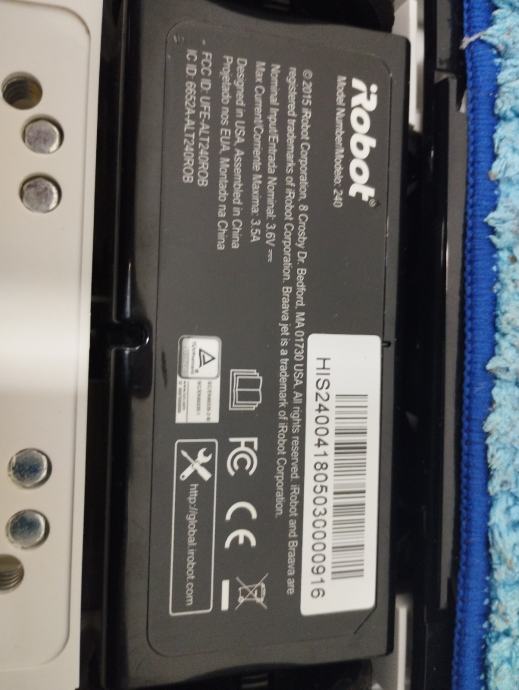 iRobot®
Model Number/Modelo: 240
© 2015 iRobot Corporation, 8 Crosby Dr. Bedford, MA 01730 USA. All rights reserved. iRobot and Braava are
registered trademarks of iRobot Corporation. Braava jet is a trademark of iRobot Corporation.
Nominal Input/Entrada Nominal: 3.6V
Max Current/Corriente Maxima: 3.5A
Designed in USA, Assembled in China
Projetado nos EUA, Montado na China
FCC ID: UFE-ALT240ROB
IC ID: 6652A-ALT240ROB
HIS240041805030000916
FC CE
http://global.irobot.com